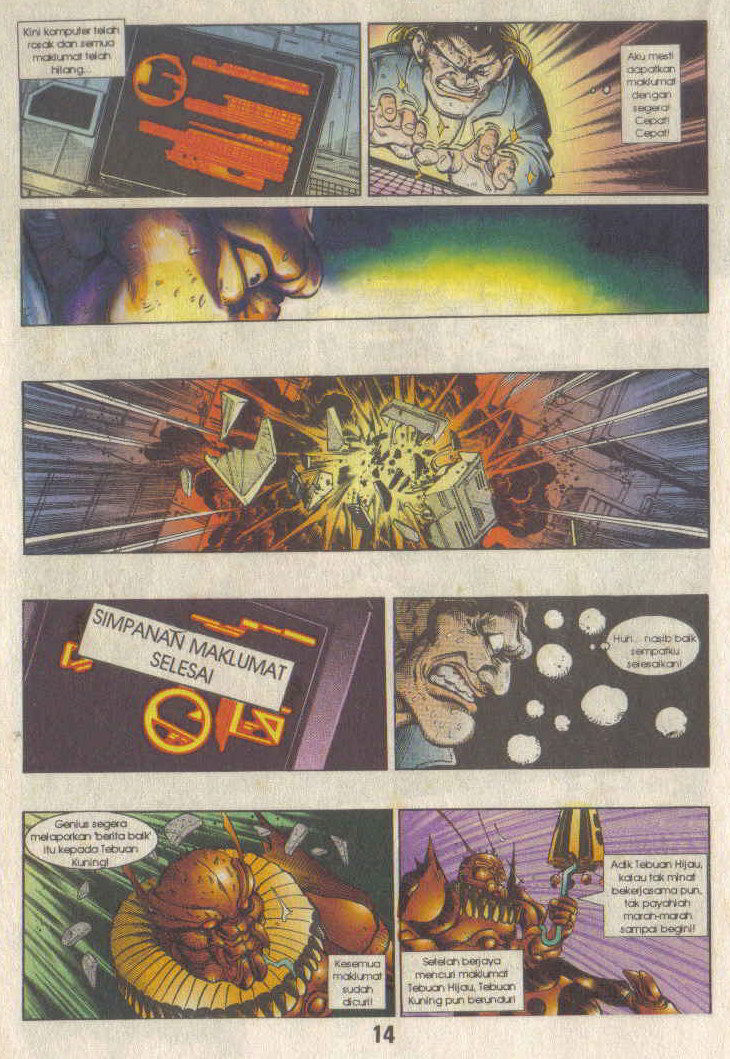 Kini komputer telah
rosak dan semua
maklumat telah
hilang...
Aku mesti
dapatkan
maklumat
dengan
segera!
Cepat!
Cepat!
SIMPANAN MAKLUMAT
SELESAI
Huh... nasib baik
sempatku
selesaikan!
Genius segera
melaporkan 'berita baik'
itu kepada Tebuan
Kuning!
Kesemua
maklumat
sudah
dicuri!
Setelah berjaya
mencuri maklumat
Tebuan Hijau, Tebuan
Kuning pun berundur!
Adik Tebuan Hijau,
kalau tak minat
bekerjasama pun,
tak payahlah
marah-marah
sampai begini!!
14